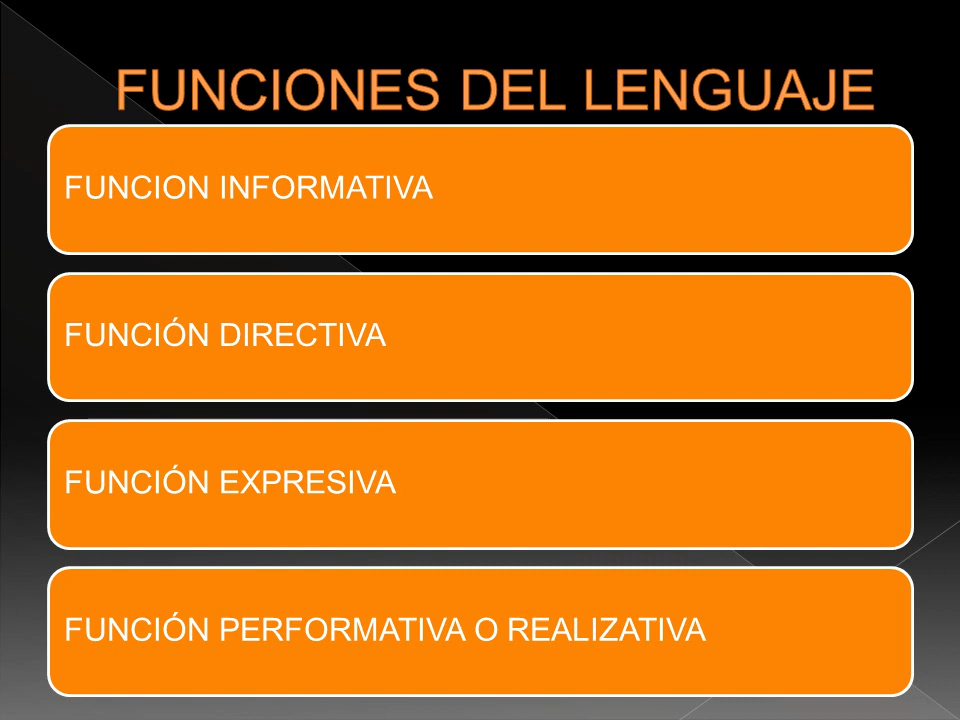 FUNCIONES DEL LENGUAJE
FUNCION INFORMATIVA
FUNCIÓN DIRECTIVA
FUNCIÓN EXPRESIVA
FUNCIÓN PERFORMATIVA O REALIZATIVA